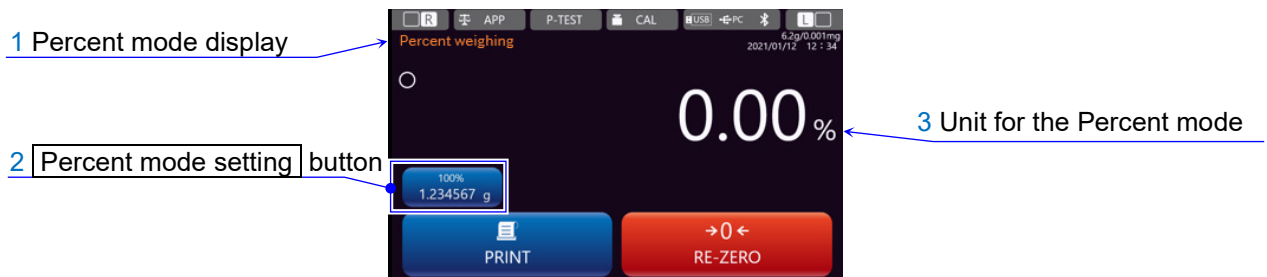 R APP P-TEST CAL USB PC L
1 Percent mode display
Percent weighing
6.2g/0.001mg
2021/01/12 12:34
0.00 %
3 Unit for the Percent mode
2 Percent mode setting button
100%
1.234567 g
PRINT
→0←
RE-ZERO